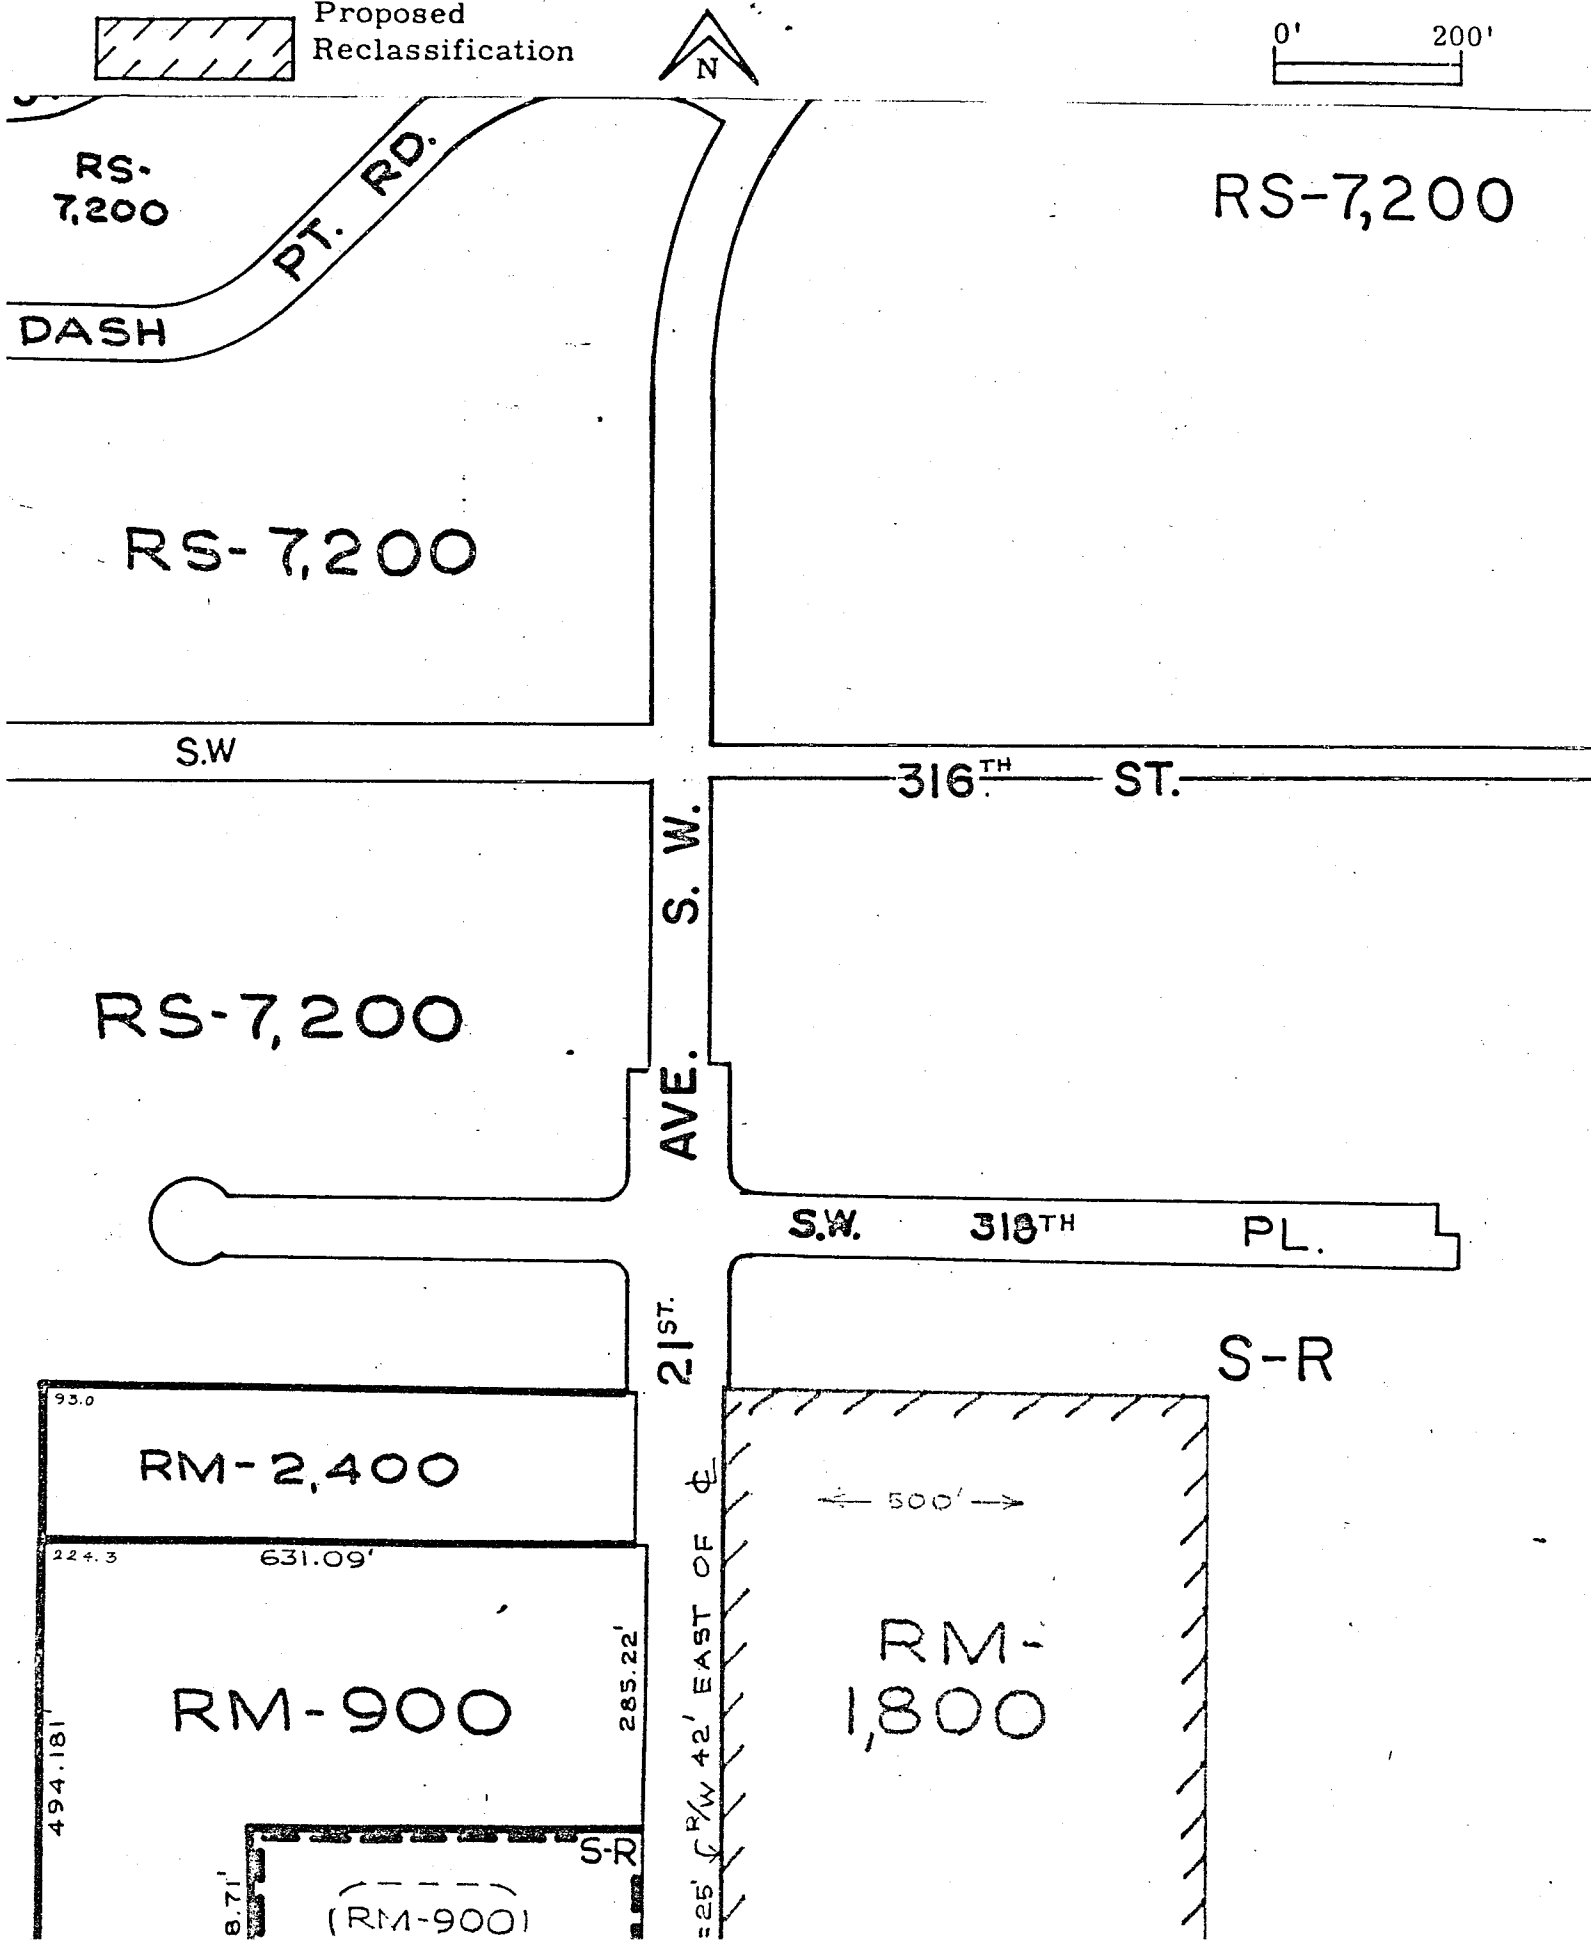 Proposed
Reclassification
N
0' 200'
RS-
7,200
PT. RD.
DASH
RS-7,200
RS-7,200
S.W
316TH ST.
S. W.
RS-7,200
AVE.
S.W. 318TH PL.
21ST.
S-R
93.0
RM-2,400
500'
224.3
631.09'
RM-900
285.22'
494.181'
RM-
1,800
=25' R/W 42' EAST OF ℄
S-R
8.71'
(RM-900)